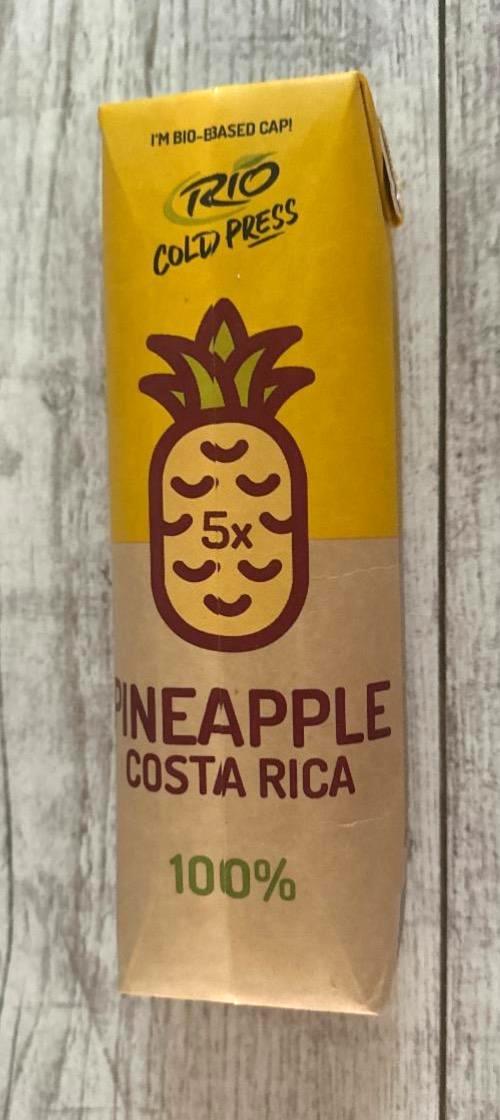 I'M BIO-BASED CAP!
RIO
COLD PRESS
5x
PINEAPPLE
COSTA RICA
100%